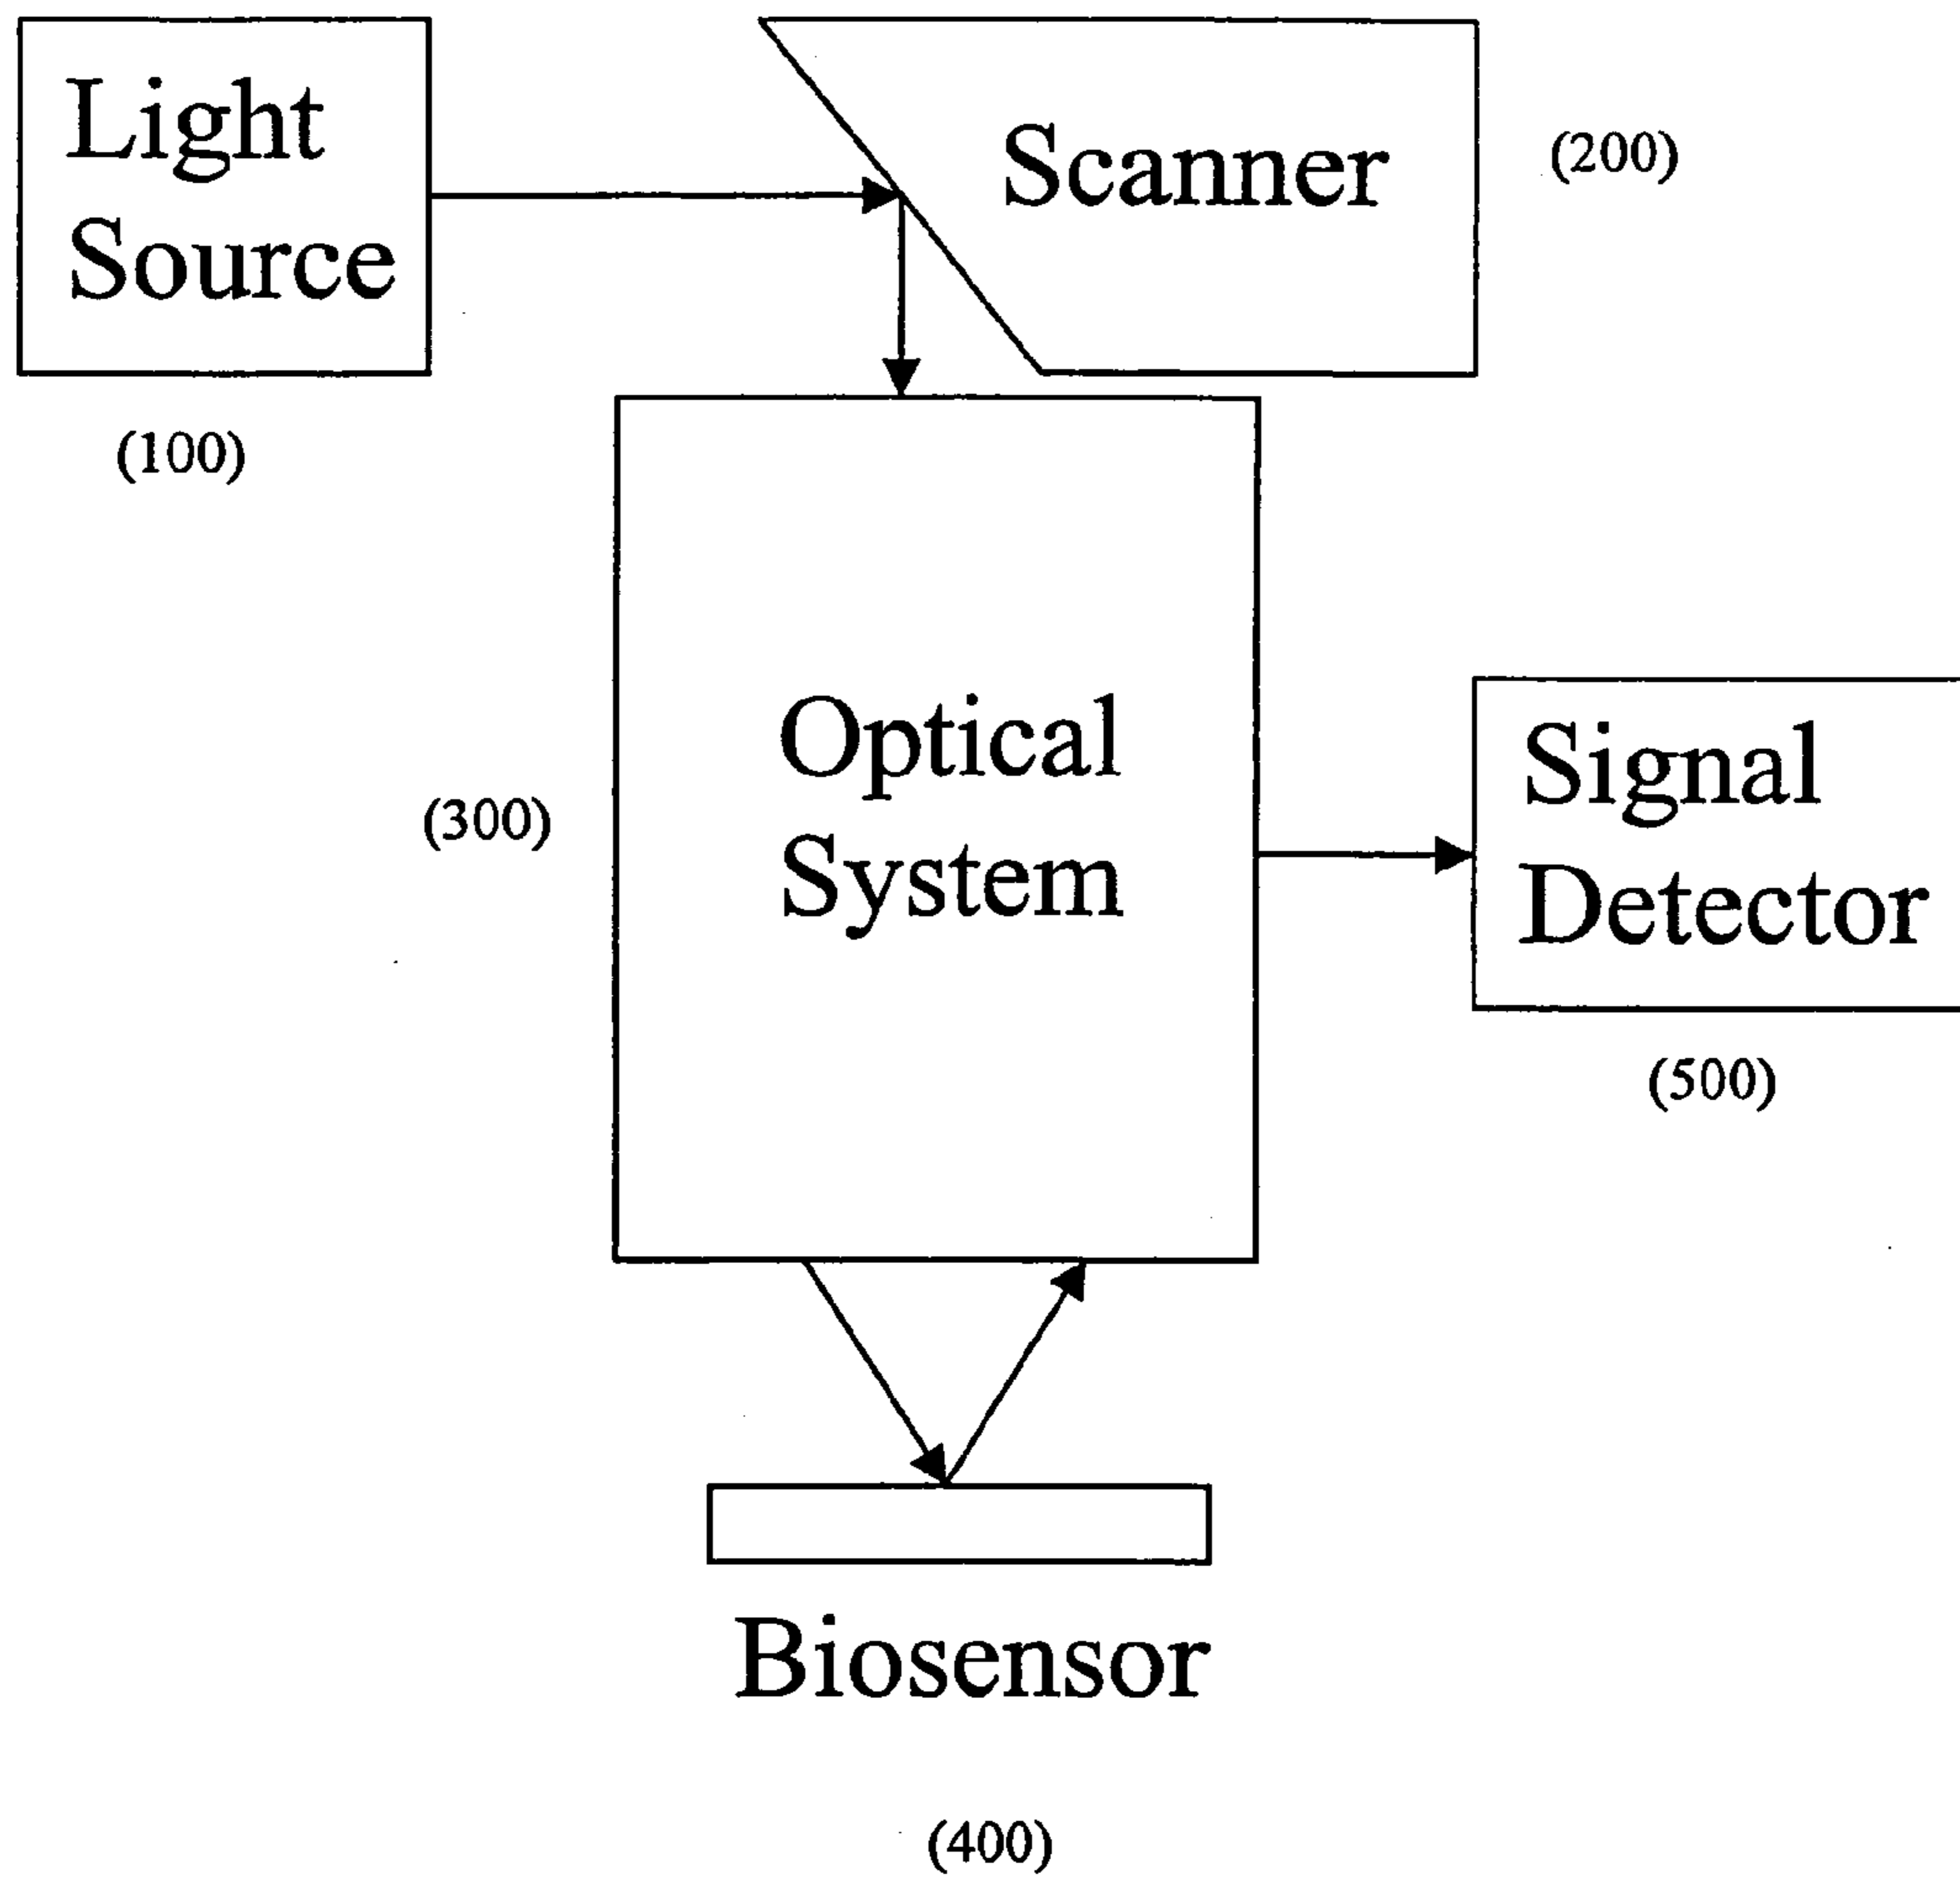 Light
Source
(100)
Scanner
(200)
Optical
System
(300)
Signal
Detector
(500)
Biosensor
(400)